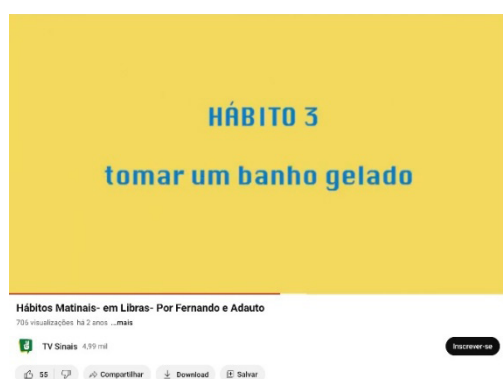 HÁBITO 3
tomar um banho gelado
Hábitos Matinais- em Libras- Por Fernando e Adauto
705 visualizações há 2 anos ...mais
TV Sinais 4,99 mil
Inscrever-se
55 Compartilhar Download Salvar